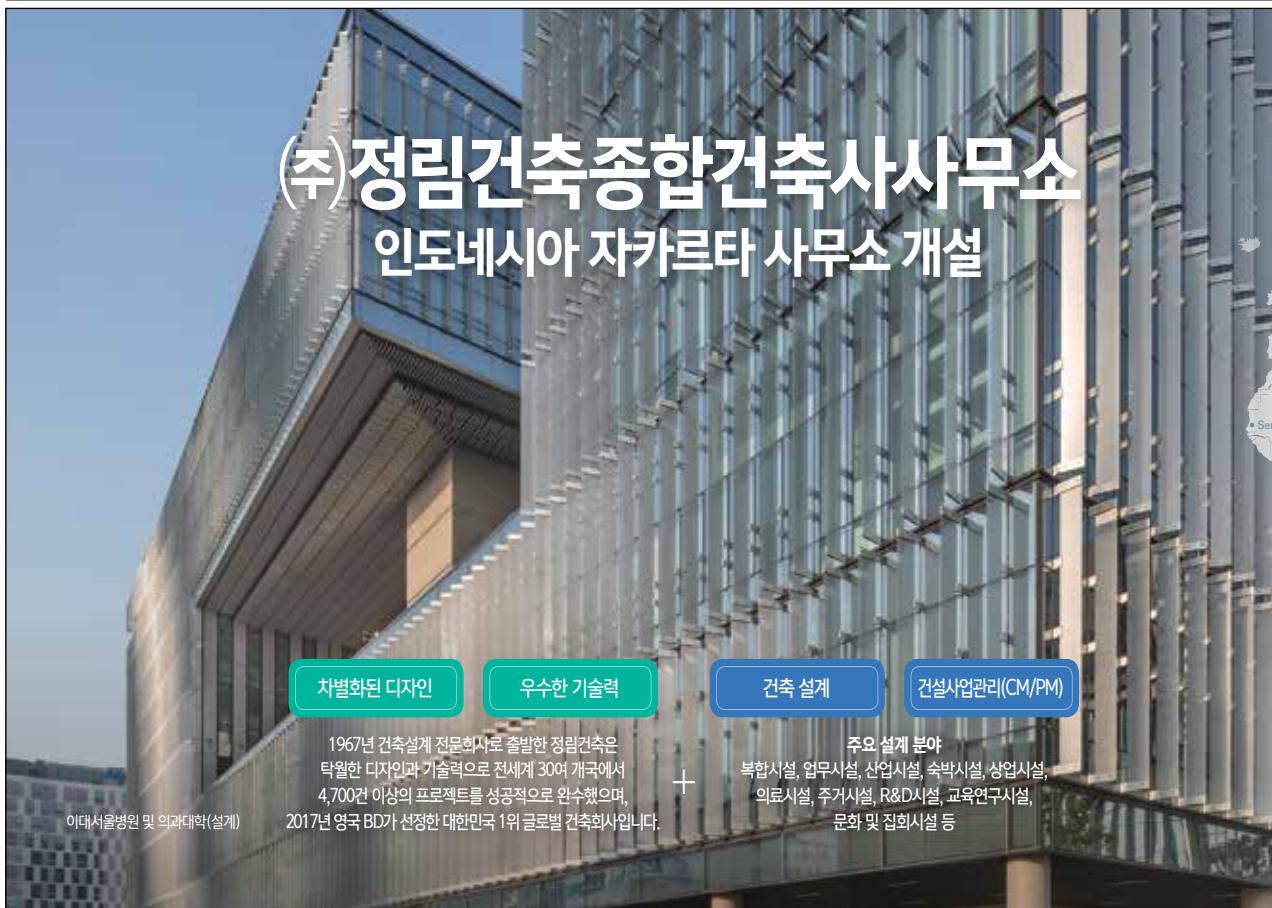 ㈜정림건축종합건축사사무소
인도네시아 자카르타 사무소 개설
차별화된 디자인
우수한 기술력
건축 설계
건설사업관리(CM/PM)
1967년 건축설계 전문회사로 출발한 정림건축은
탁월한 디자인과 기술력으로 전세계 30여 개국에서
4,700건 이상의 프로젝트를 성공적으로 완수했으며,
2017년 영국 BD가 선정한 대한민국 1위 글로벌 건축회사입니다.
+
주요 설계 분야
복합시설, 업무시설, 산업시설, 숙박시설, 상업시설,
의료시설, 주거시설, R&D시설, 교육연구시설,
문화 및 집회시설 등
이대서울병원 및 의과대학(설계)